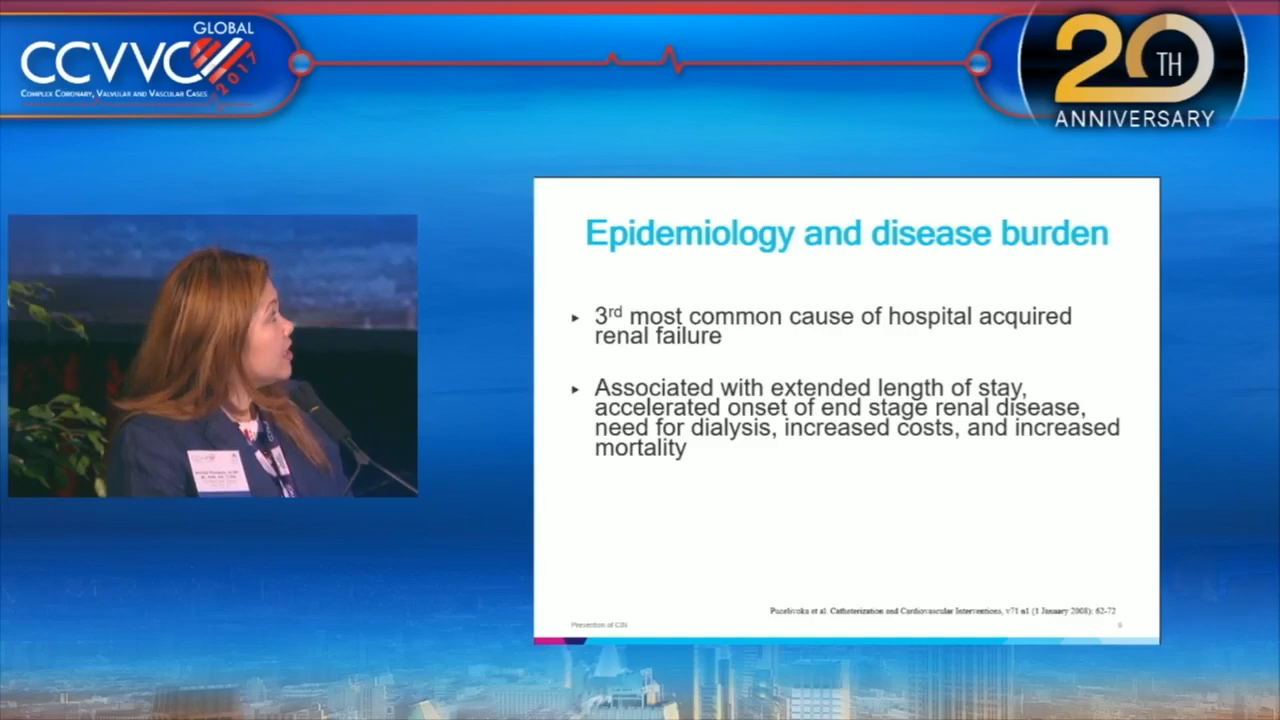 GLOBAL
CCVVC
2017
COMPLEX CORONARY, VALVULAR AND VASCULAR CASES
20TH
ANNIVERSARY
Epidemiology and disease burden
▸ 3rd most common cause of hospital acquired
renal failure
▸ Associated with extended length of stay,
accelerated onset of end stage renal disease,
need for dialysis, increased costs, and increased
mortality
et al. Catheterization and Cardiovascular Interventions, v71 n1 (1 January 2008): 62-72
Prevention of CIN